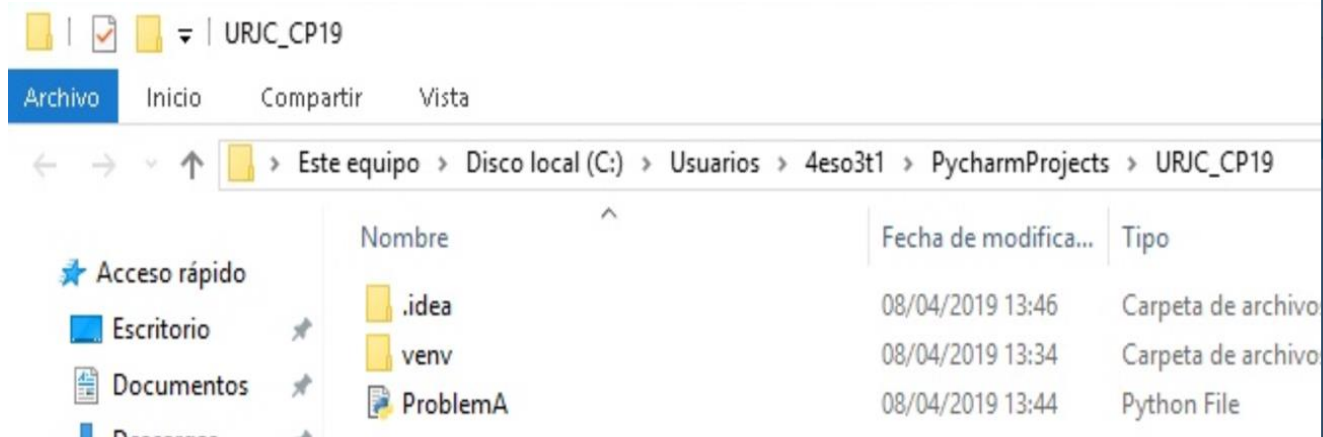 URJC_CP19
Archivo Inicio Compartir Vista
Este equipo > Disco local (C:) > Usuarios > 4eso3t1 > PycharmProjects > URJC_CP19
Nombre Fecha de modifica... Tipo
Acceso rápido
Escritorio
Documentos
.idea 08/04/2019 13:46 Carpeta de archivo
venv 08/04/2019 13:34 Carpeta de archivo
ProblemA 08/04/2019 13:44 Python File